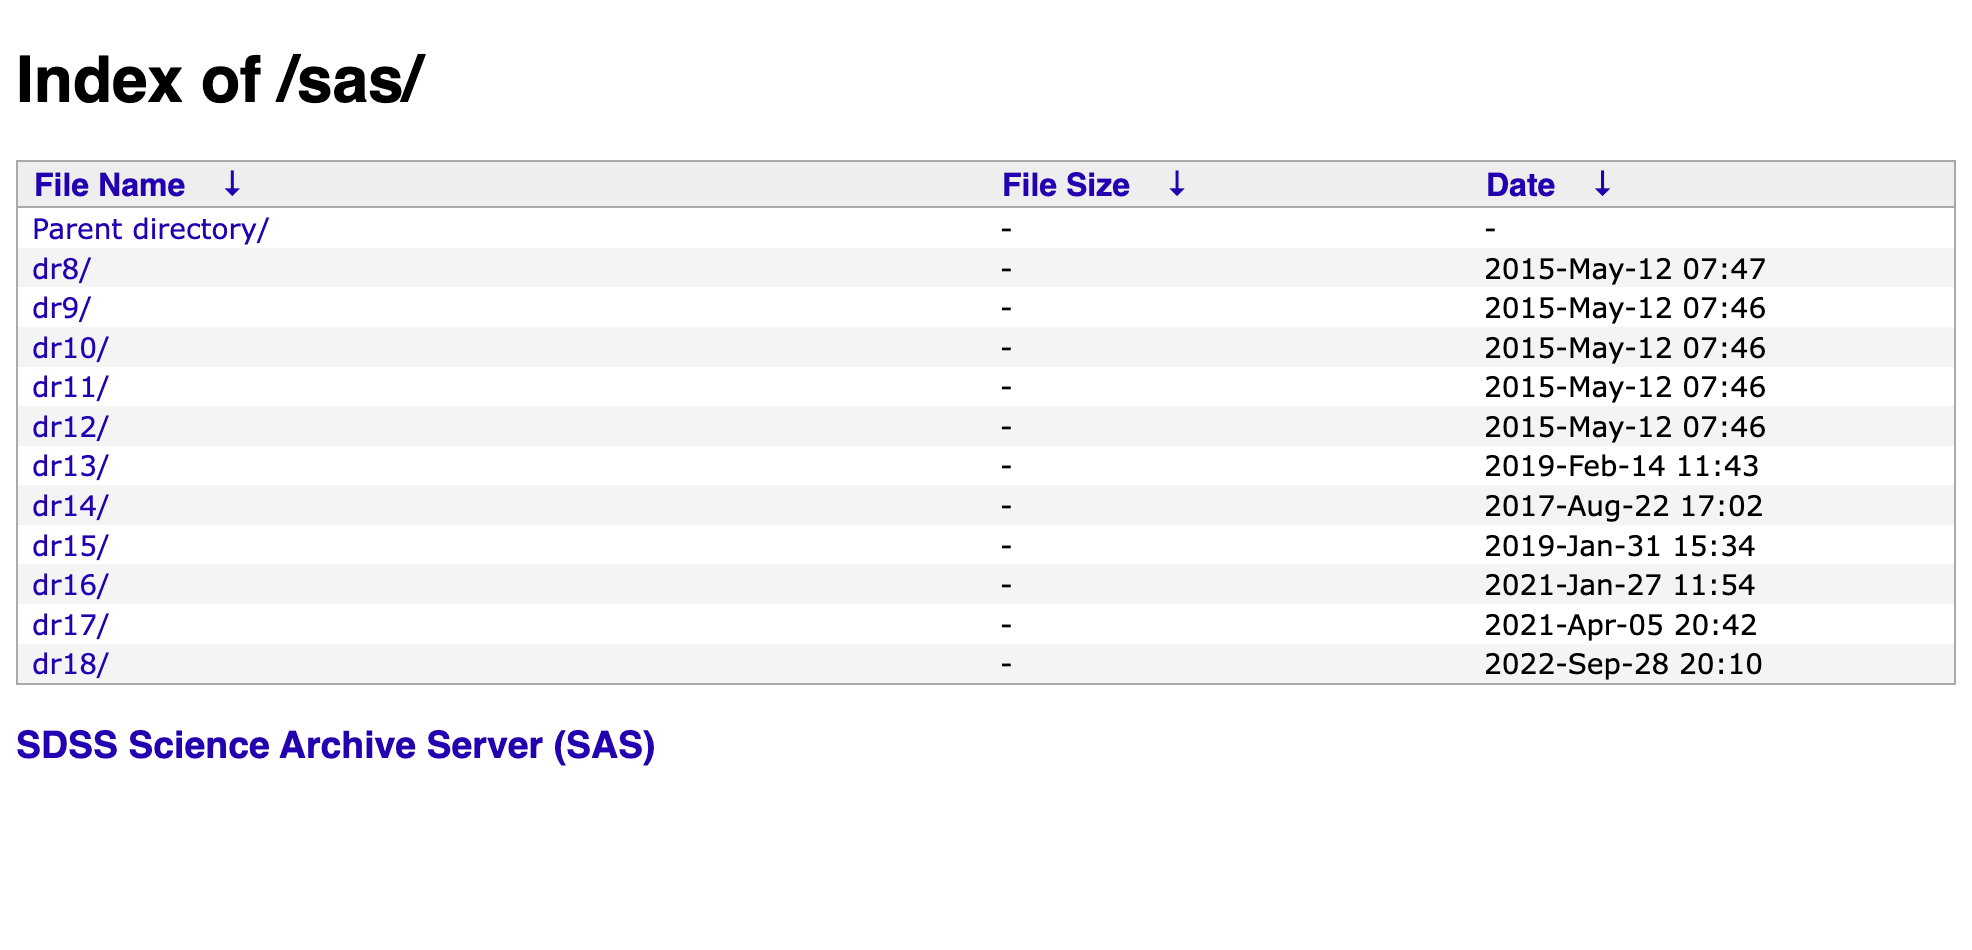 Index of /sas/
File Name ↓ File Size ↓ Date ↓
Parent directory/ - -
dr8/ - 2015-May-12 07:47
dr9/ - 2015-May-12 07:46
dr10/ - 2015-May-12 07:46
dr11/ - 2015-May-12 07:46
dr12/ - 2015-May-12 07:46
dr13/ - 2019-Feb-14 11:43
dr14/ - 2017-Aug-22 17:02
dr15/ - 2019-Jan-31 15:34
dr16/ - 2021-Jan-27 11:54
dr17/ - 2021-Apr-05 20:42
dr18/ - 2022-Sep-28 20:10
SDSS Science Archive Server (SAS)